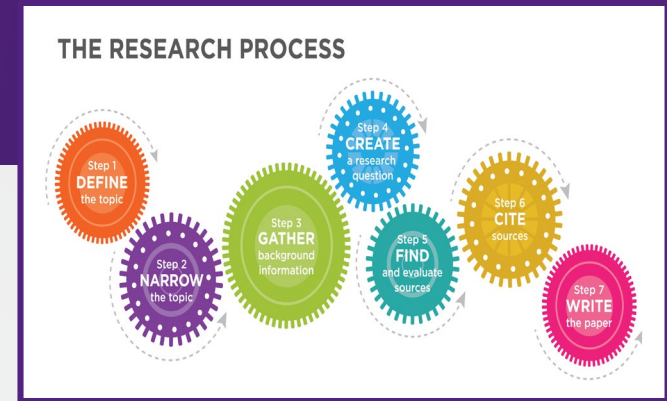 THE RESEARCH PROCESS
Step 1
DEFINE
the topic
Step 2
NARROW
the topic
Step 3
GATHER
background
information
Step 4
CREATE
a research
question
Step 5
FIND
and evaluate
sources
Step 6
CITE
sources
Step 7
WRITE
the paper